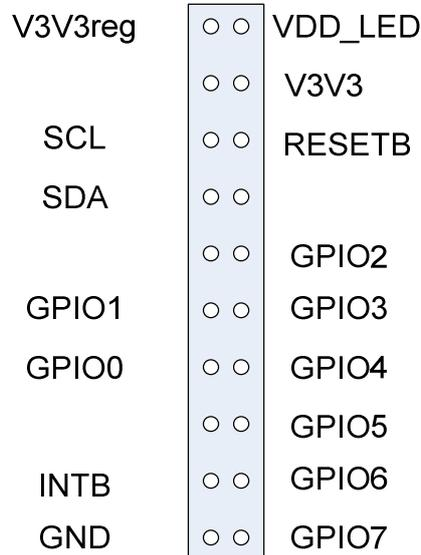 V3V3reg VDD_LED
V3V3
SCL RESETB
SDA
GPIO2
GPIO1 GPIO3
GPIO0 GPIO4
GPIO5
INTB GPIO6
GND GPIO7